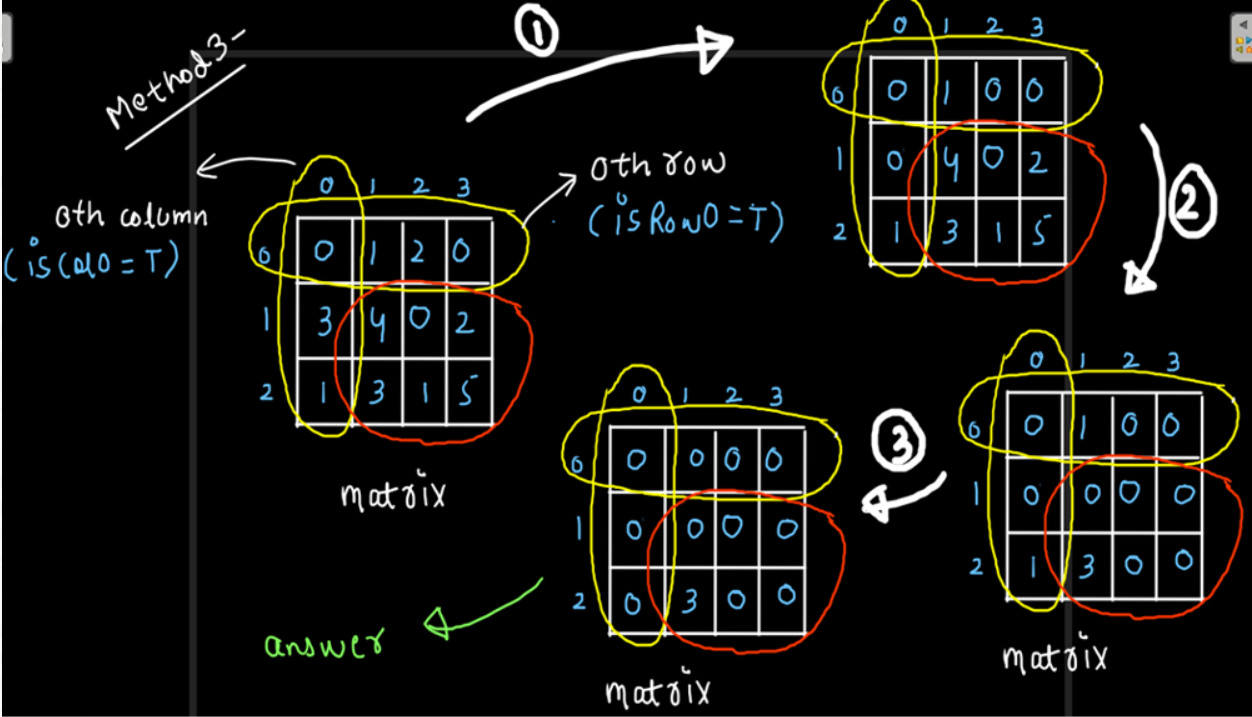 Method 3-
①
0th column
(isCol0 = T)
0th row
(isRow0 = T)
0 1 2 3
0 0 1 2 0
1 3 4 0 2
2 1 3 1 5
matrix
0 1 2 3
0 0 1 0 0
1 0 4 0 2
2 1 3 1 5
②
0 1 2 3
0 0 1 0 0
1 0 0 0 0
2 1 3 0 0
matrix
③
0 1 2 3
0 0 0 0 0
1 0 0 0 0
2 0 3 0 0
matrix
answer